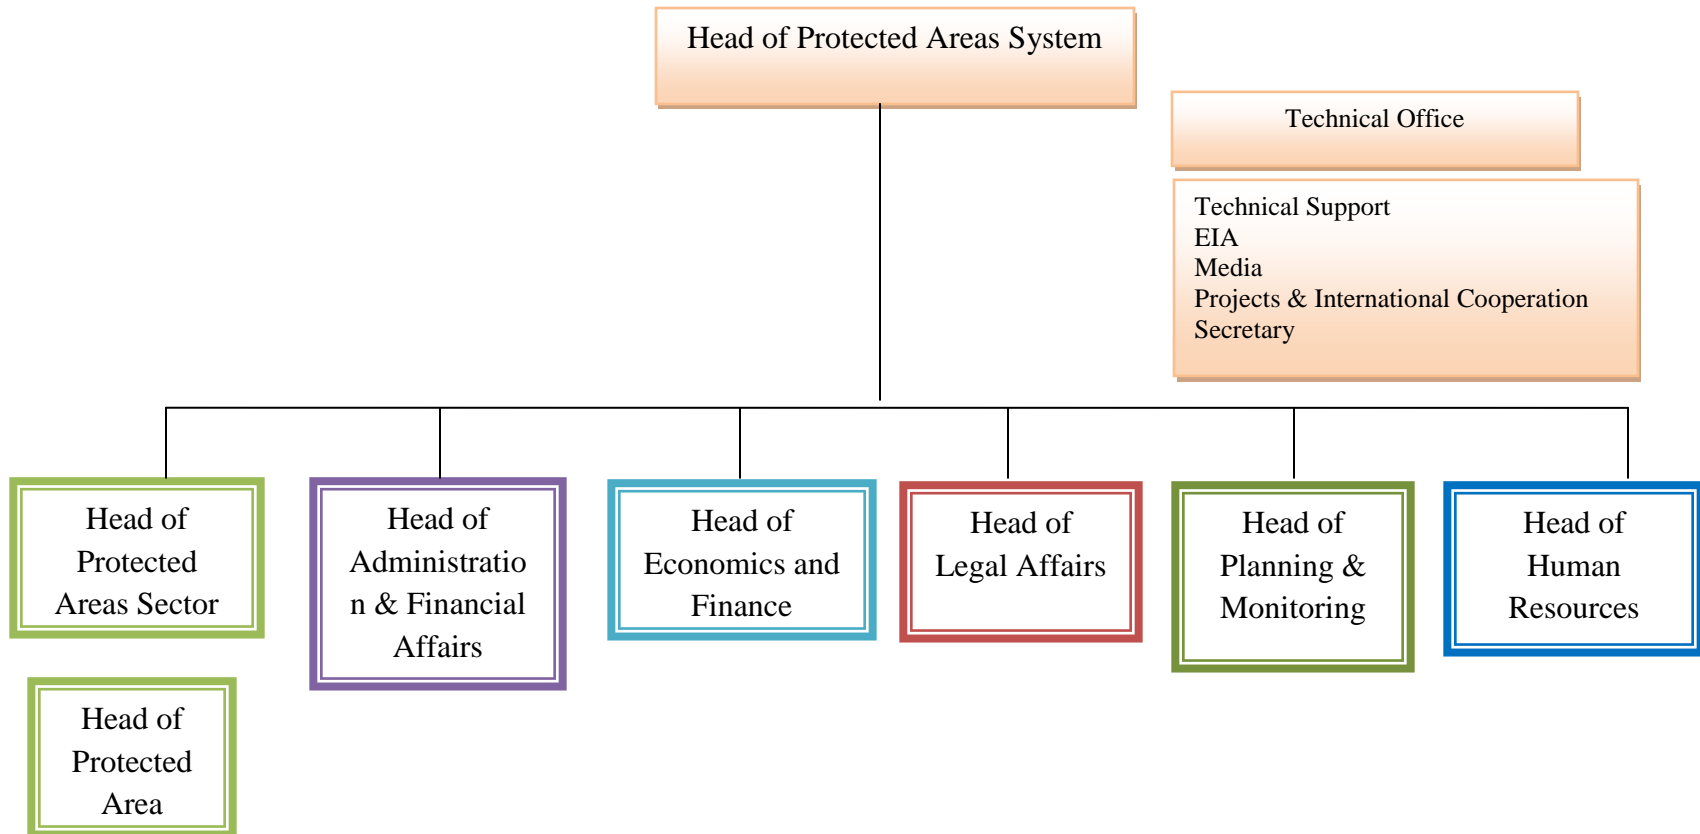 Head of Protected Areas System
Technical Office
Technical Support
EIA
Media
Projects & International Cooperation
Secretary
Head of
Protected
Areas Sector
Head of
Administratio
n & Financial
Affairs
Head of
Economics and
Finance
Head of
Legal Affairs
Head of
Planning &
Monitoring
Head of
Human
Resources
Head of
Protected
Area